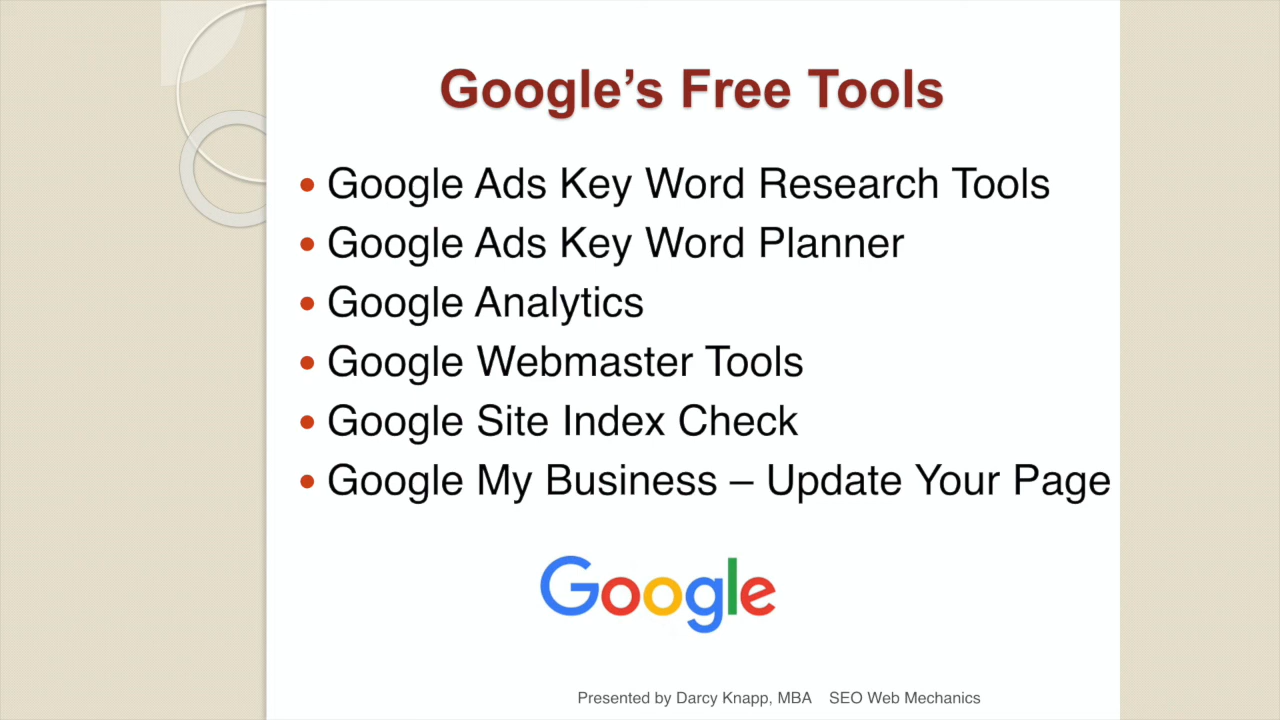 Google’s Free Tools
• Google Ads Key Word Research Tools
• Google Ads Key Word Planner
• Google Analytics
• Google Webmaster Tools
• Google Site Index Check
• Google My Business – Update Your Page
Google
Presented by Darcy Knapp, MBA SEO Web Mechanics